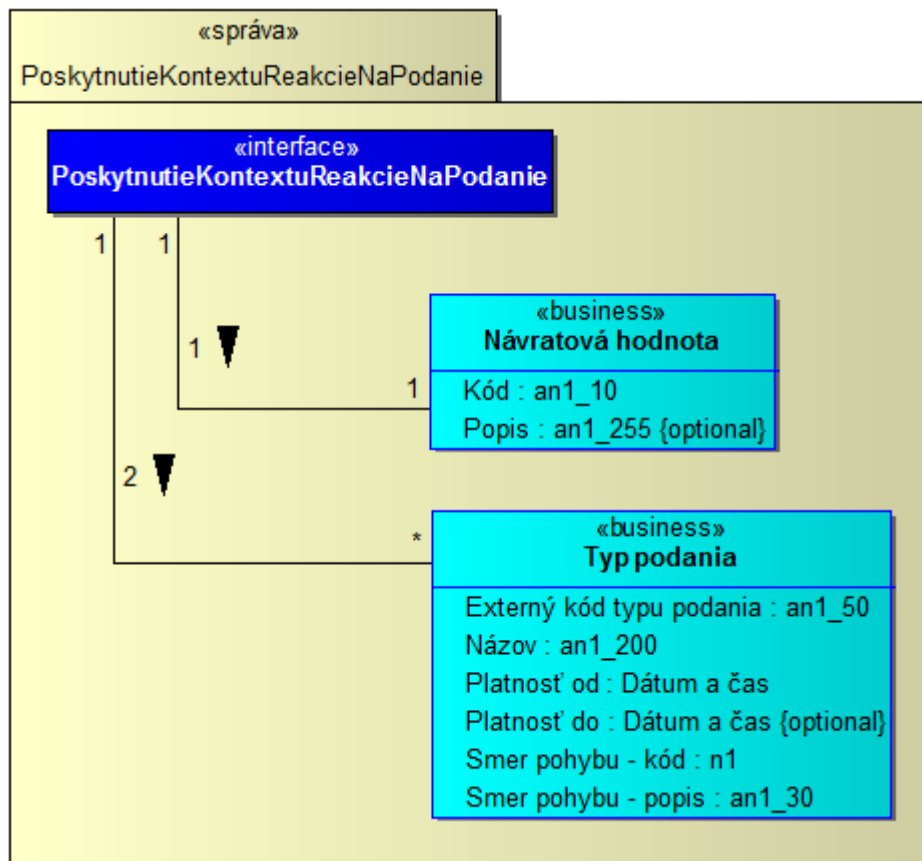 «správa»
PoskytnutieKontextuReakcieNaPodanie
«interface»
PoskytnutieKontextuReakcieNaPodanie
1
1
1
1
«business»
Návratová hodnota
Kód : an1_10
Popis : an1_255 {optional}
2
*
«business»
Typ podania
Externý kód typu podania : an1_50
Názov : an1_200
Platnosť od : Dátum a čas
Platnosť do : Dátum a čas {optional}
Smer pohybu - kód : n1
Smer pohybu - popis : an1_30